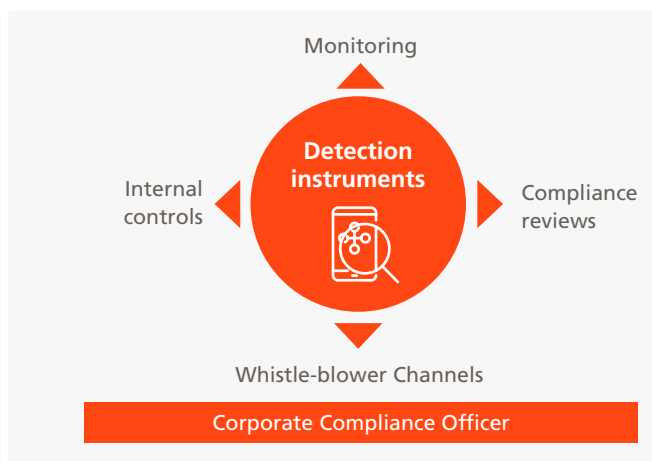 Monitoring
Detection
instruments
Internal
controls
Compliance
reviews
Whistle-blower Channels
Corporate Compliance Officer